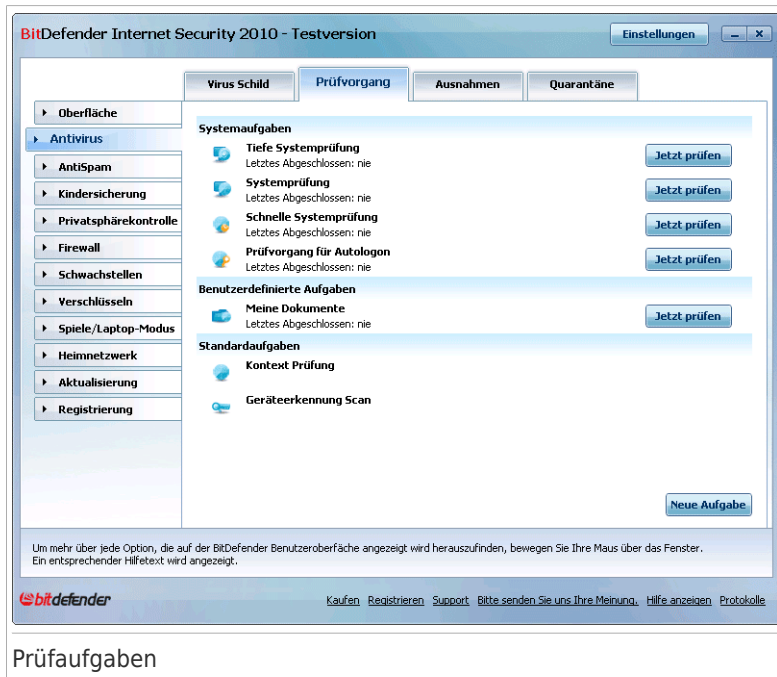 BitDefender Internet Security 2010 - Testversion
Einstellungen
Virus Schild
Prüfvorgang
Ausnahmen
Quarantäne
Oberfläche
Antivirus
AntiSpam
Kindersicherung
Privatsphärekontrolle
Firewall
Schwachstellen
Verschlüsseln
Spiele/Laptop-Modus
Heimnetzwerk
Aktualisierung
Registrierung
Systemaufgaben
Tiefe Systemprüfung
Letztes Abgeschlossen: nie
Jetzt prüfen
Systemprüfung
Letztes Abgeschlossen: nie
Jetzt prüfen
Schnelle Systemprüfung
Letztes Abgeschlossen: nie
Jetzt prüfen
Prüfvorgang für Autologon
Letztes Abgeschlossen: nie
Jetzt prüfen
Benutzerdefinierte Aufgaben
Meine Dokumente
Letztes Abgeschlossen: nie
Jetzt prüfen
Standardaufgaben
Kontext Prüfung
Geräteerkennung Scan
Neue Aufgabe
Um mehr über jede Option, die auf der BitDefender Benutzeroberfäche angezeigt wird herauszufinden, bewegen Sie Ihre Maus über das Fenster.
Ein entsprechender Hilfetext wird angezeigt.
bitdefender
Kaufen Registrieren Support Bitte senden Sie uns Ihre Meinung. Hilfe anzeigen Protokolle
Prüfaufgaben